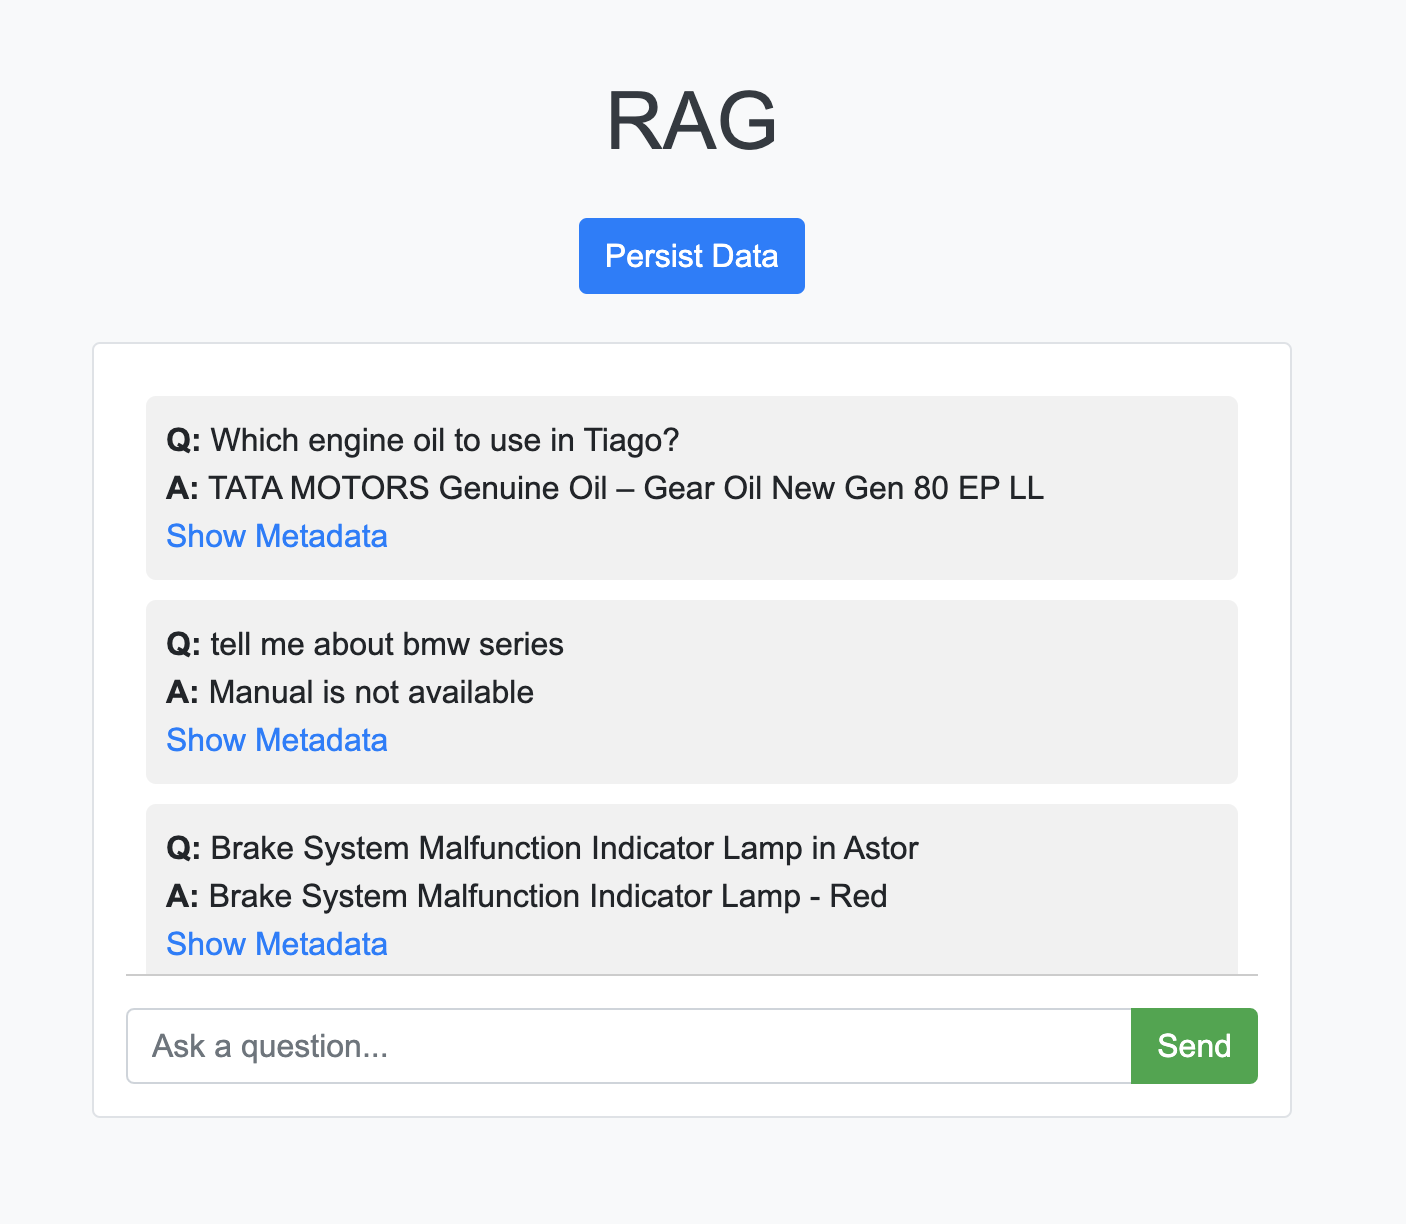 RAG
Persist Data
Q: Which engine oil to use in Tiago?
A: TATA MOTORS Genuine Oil – Gear Oil New Gen 80 EP LL
Show Metadata
Q: tell me about bmw series
A: Manual is not available
Show Metadata
Q: Brake System Malfunction Indicator Lamp in Astor
A: Brake System Malfunction Indicator Lamp - Red
Show Metadata
Ask a question...
Send